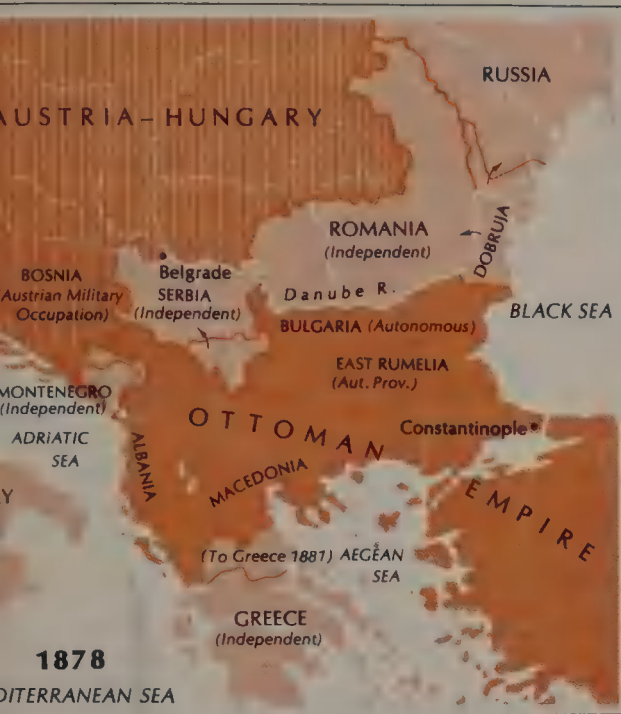 RUSSIA
AUSTRIA–HUNGARY
ROMANIA
(Independent)
DOBRUJA
Belgrade
BOSNIA
(Austrian Military
Occupation)
SERBIA
(Independent)
Danube R.
BLACK SEA
BULGARIA (Autonomous)
EAST RUMELIA
(Aut. Prov.)
MONTENEGRO
(Independent)
OTTOMAN EMPIRE
Constantinople
ADRIATIC
SEA
ALBANIA
MACEDONIA
Y
(To Greece 1881)
AEGEAN
SEA
GREECE
(Independent)
1878
DITERRANEAN SEA